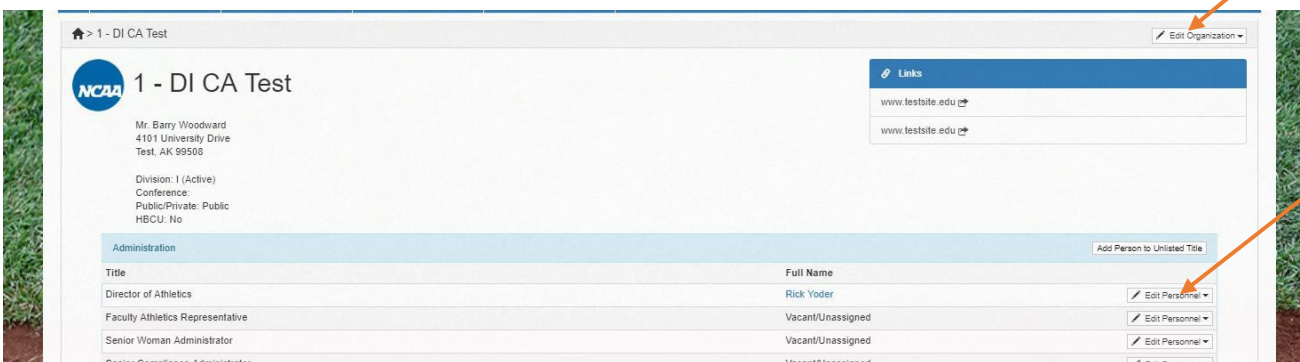 > 1 - DI CA Test
Edit Organization
NCAA
1 - DI CA Test
Links
www.testsite.edu
www.testsite.edu
Mr. Barry Woodward
4101 University Drive
Test, AK 99508
Division: I (Active)
Conference:
Public/Private: Public
HBCU: No
Administration Add Person to Unlisted Title
Title Full Name
Director of Athletics Rick Yoder Edit Personnel
Faculty Athletics Representative Vacant/Unassigned Edit Personnel
Senior Woman Administrator Vacant/Unassigned Edit Personnel